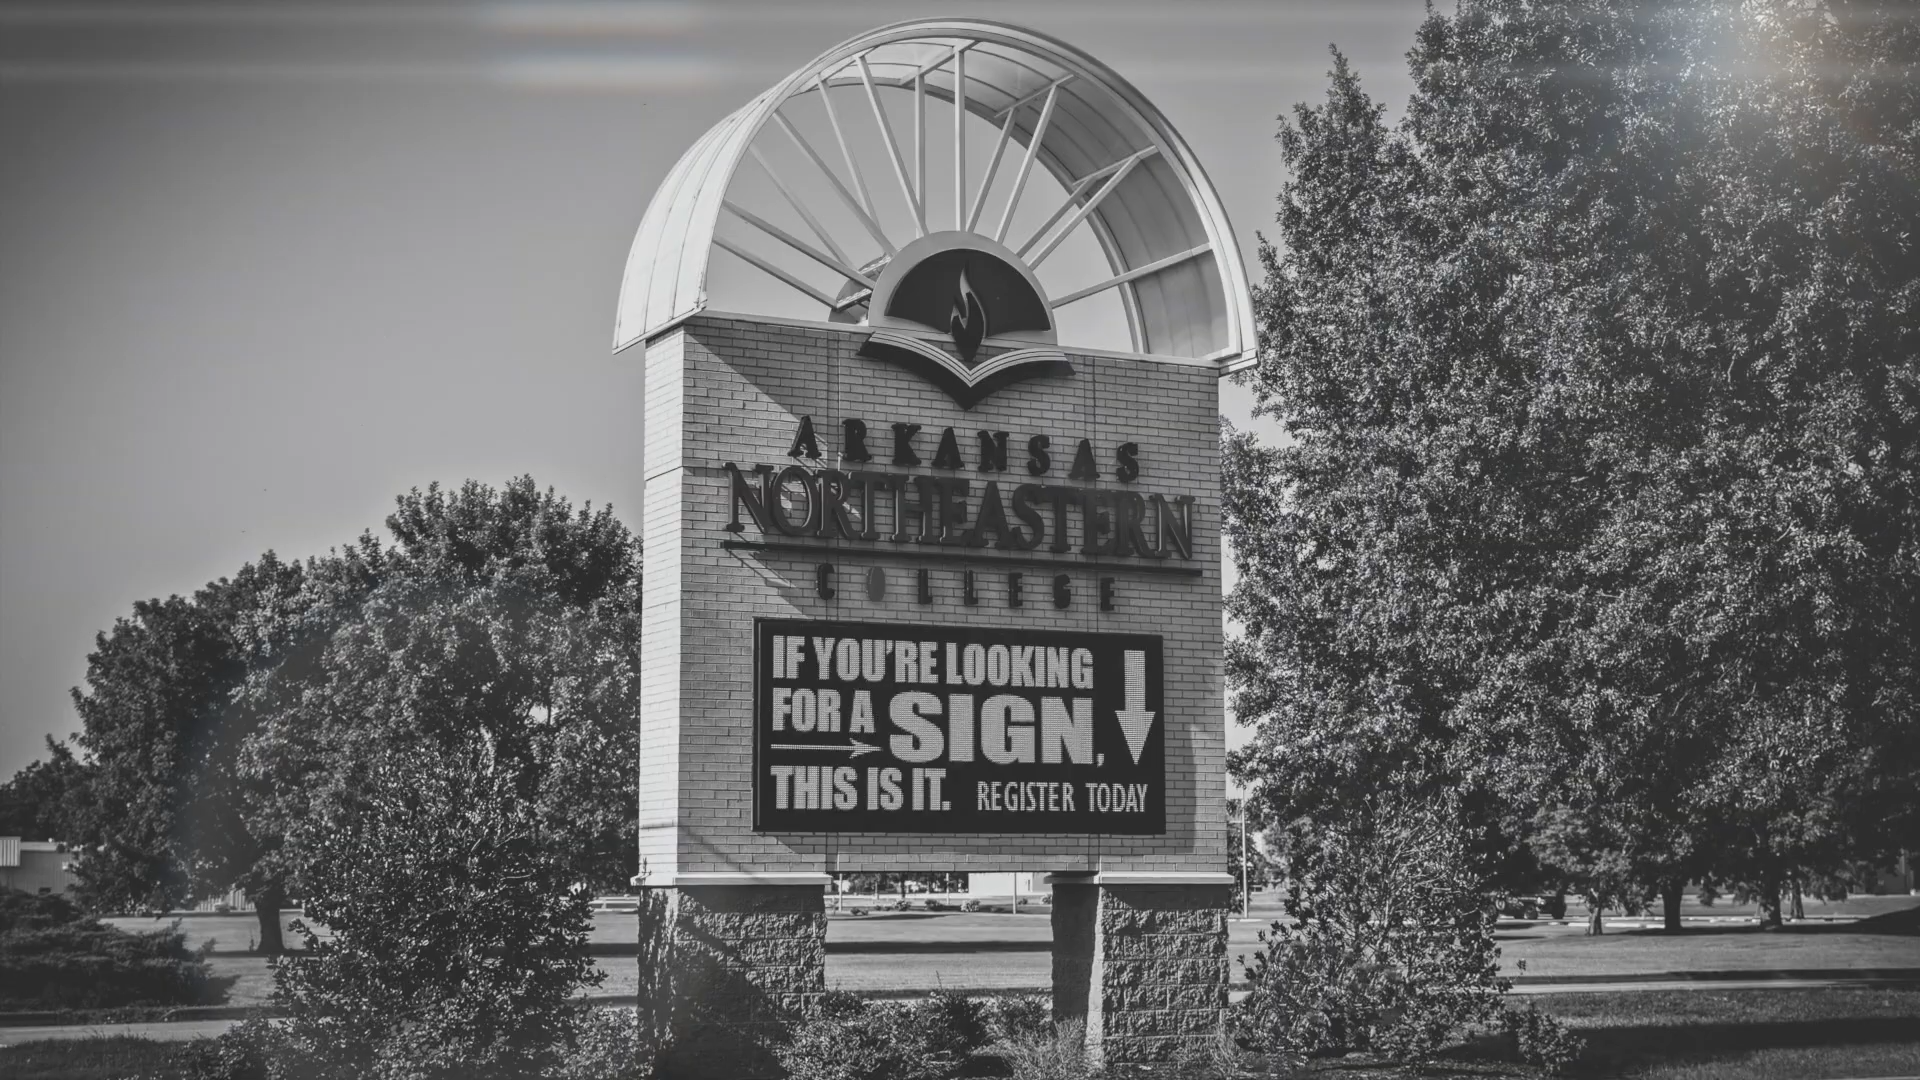 ARKANSAS
NORTHEASTERN
COLLEGE
IF YOU'RE LOOKING
FOR A SIGN,
THIS IS IT. REGISTER TODAY